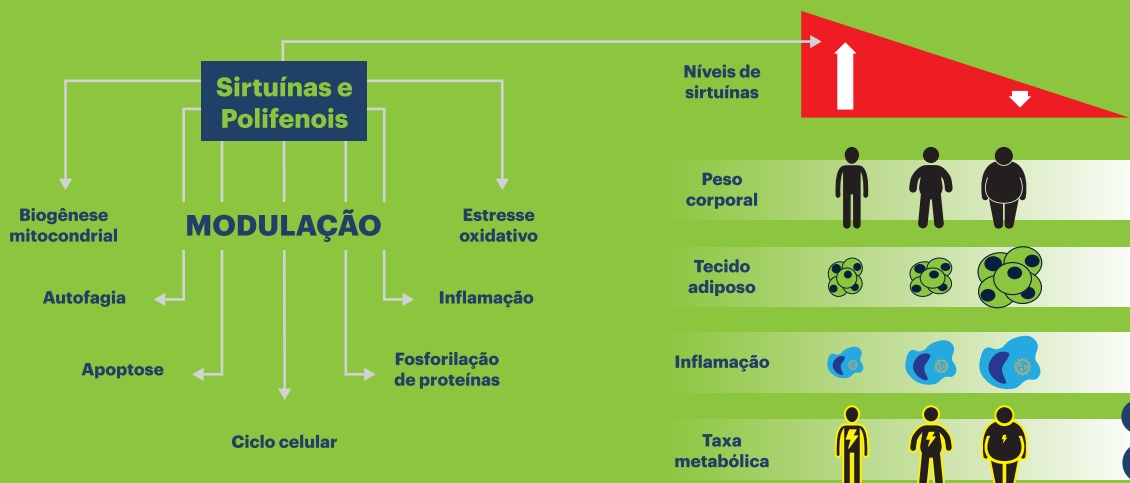 Sirtuínas e
Polifenois
Biogênese
mitocondrial
MODULAÇÃO
Estresse
oxidativo
Autofagia
Inflamação
Apoptose
Fosforilação
de proteínas
Ciclo celular
Níveis de
sirtuínas
Peso
corporal
Tecido
adiposo
Inflamação
Taxa
metabólica